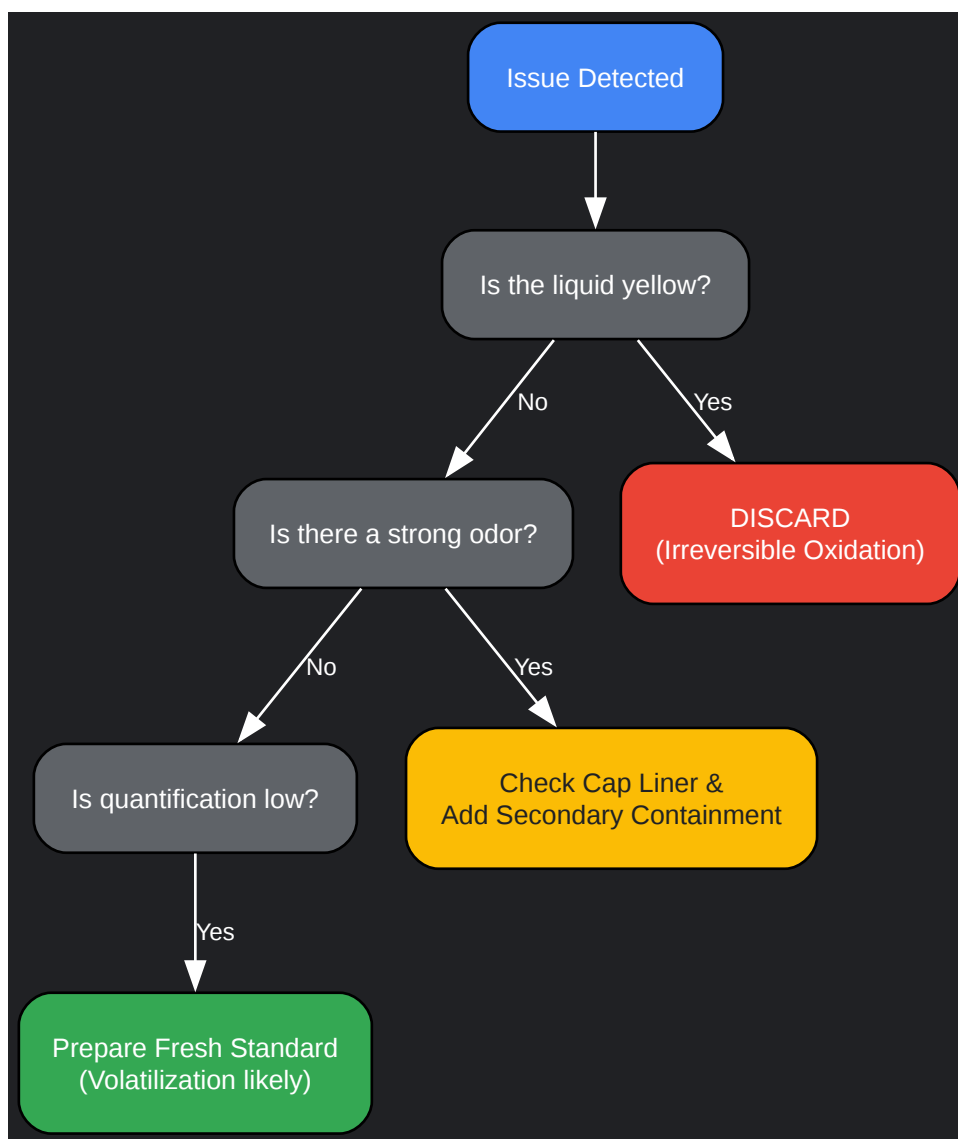 Issue Detected
Is the liquid yellow?
No
Yes
Is there a strong odor?
DISCARD
(Irreversible Oxidation)
No
Yes
Is quantification low?
Check Cap Liner &
Add Secondary Containment
Yes
Prepare Fresh Standard
(Volatilization likely)